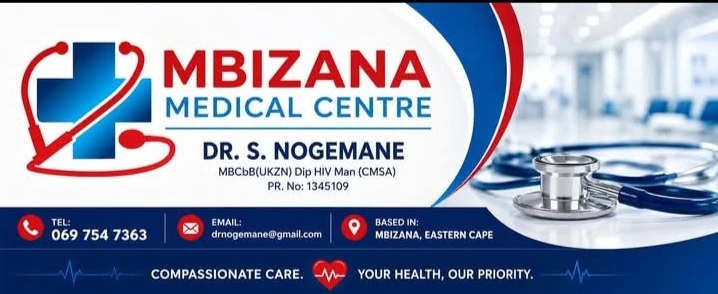 MBIZANA
MEDICAL CENTRE
DR. S. NOGEMANE
MBCbB(UKZN) Dip HIV Man (CMSA)
PR. No: 1345109
TEL:
069 754 7363
EMAIL:
drnogemane@gmail.com
BASED IN:
MBIZANA, EASTERN CAPE
COMPASSIONATE CARE. YOUR HEALTH, OUR PRIORITY.